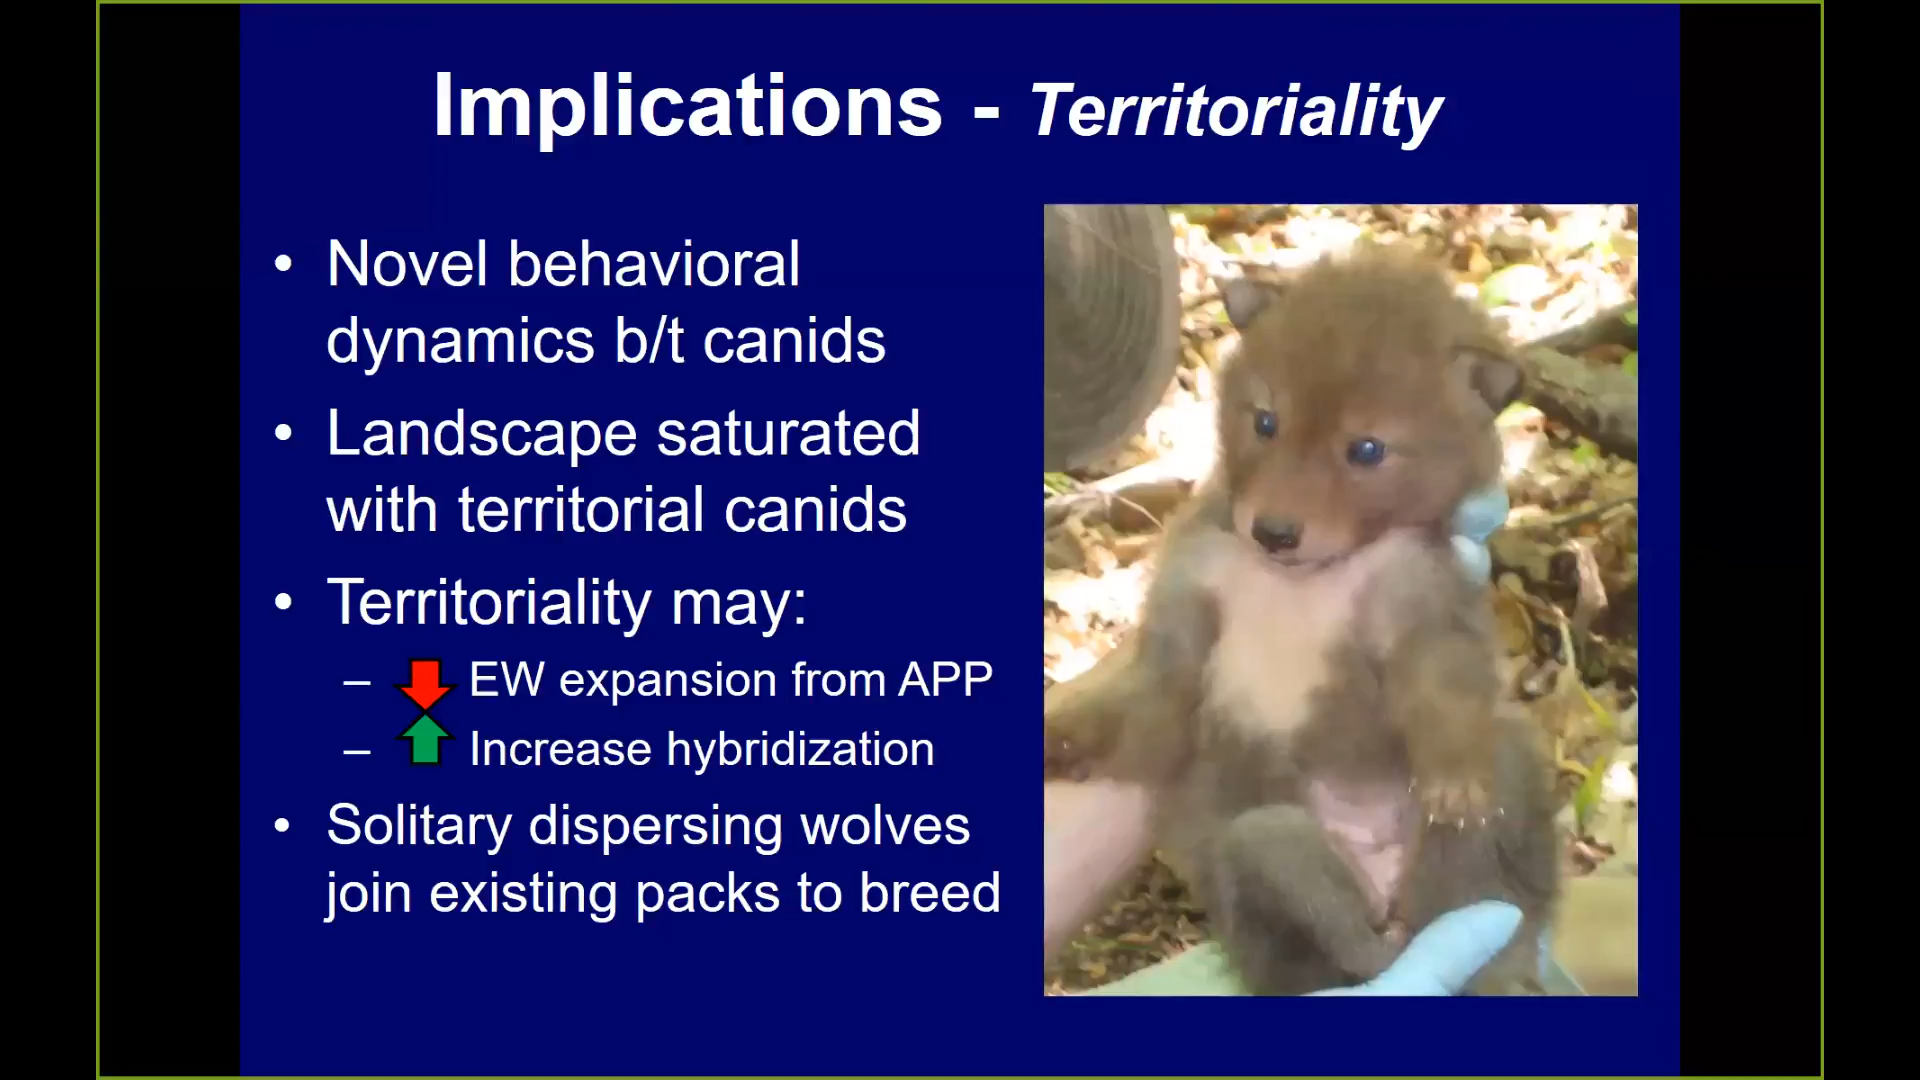 Implications - Territoriality
• Novel behavioral
dynamics b/t canids
• Landscape saturated
with territorial canids
• Territoriality may:
– EW expansion from APP
– Increase hybridization
• Solitary dispersing wolves
join existing packs to breed